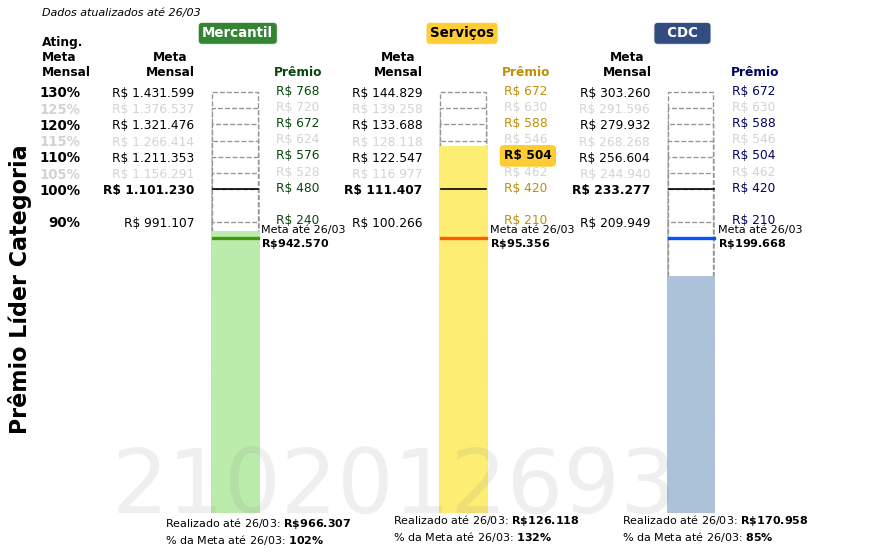 Dados atualizados até 26/03
Mercantil Serviços CDC
Ating. Meta Mensal
Meta Mensal Prêmio Meta Mensal Prêmio Meta Mensal Prêmio
130% R$ 1.431.599 R$ 768 R$ 144.829 R$ 672 R$ 303.260 R$ 672
125% R$ 1.376.537 R$ 720 R$ 139.258 R$ 630 R$ 291.596 R$ 630
120% R$ 1.321.476 R$ 672 R$ 133.688 R$ 588 R$ 279.932 R$ 588
115% R$ 1.266.414 R$ 624 R$ 128.118 R$ 546 R$ 268.268 R$ 546
110% R$ 1.211.353 R$ 576 R$ 122.547 R$ 504 R$ 256.604 R$ 504
105% R$ 1.156.291 R$ 528 R$ 116.977 R$ 462 R$ 244.940 R$ 462
100% R$ 1.101.230 R$ 480 R$ 111.407 R$ 420 R$ 233.277 R$ 420
90% R$ 991.107 R$ 240 R$ 100.266 R$ 210 R$ 209.949 R$ 210
Meta até 26/03 Meta até 26/03 Meta até 26/03
R$942.570 R$95.356 R$199.668
Prêmio Líder Categoria
2102012693
Realizado até 26/03: R$966.307 Realizado até 26/03: R$126.118 Realizado até 26/03: R$170.958
% da Meta até 26/03: 102% % da Meta até 26/03: 132% % da Meta até 26/03: 85%